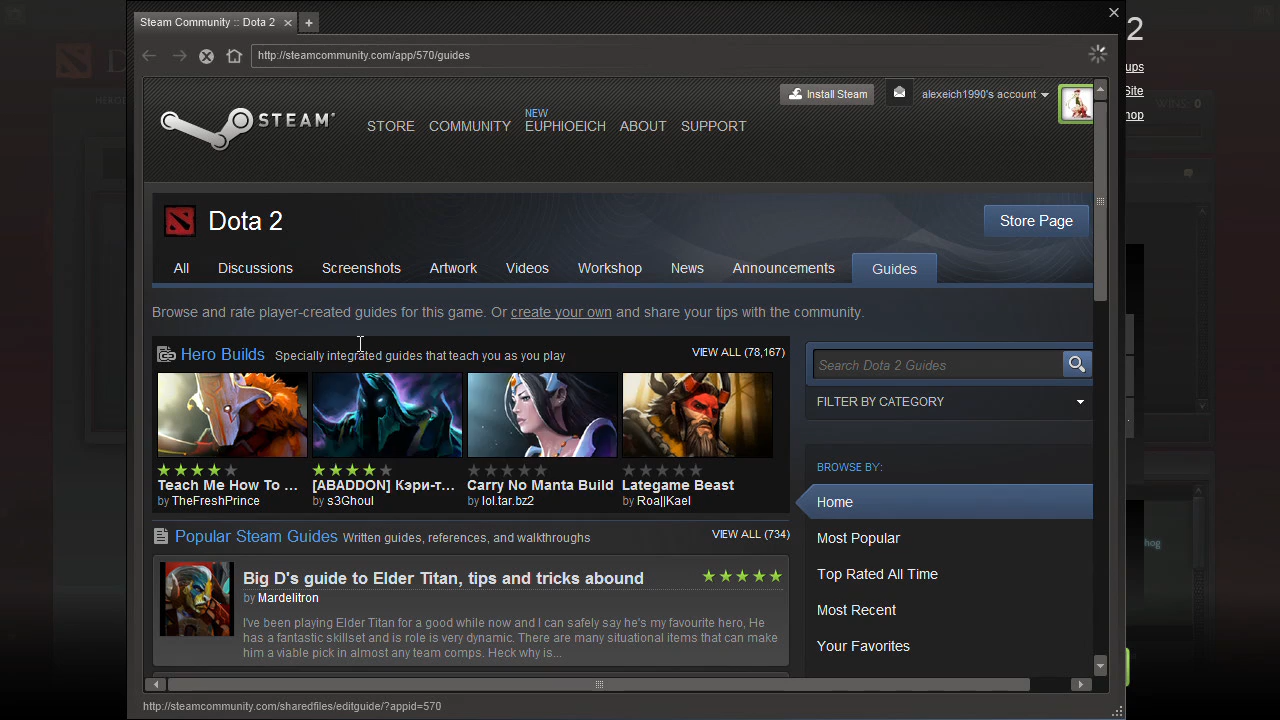 Steam Community :: Dota 2
http://steamcommunity.com/app/570/guides
Install Steam
alexeich1990's account
STEAM
STORE
COMMUNITY
NEW
EUPHIOEICH
ABOUT
SUPPORT
Dota 2
Store Page
All
Discussions
Screenshots
Artwork
Videos
Workshop
News
Announcements
Guides
Browse and rate player-created guides for this game. Or create your own and share your tips with the community.
Hero Builds Specially integrated guides that teach you as you play
VIEW ALL (78,167)
Teach Me How To ...
by TheFreshPrince
[ABADDON] Кэри-т...
by s3Ghoul
Carry No Manta Build
by lol.tar.bz2
Lategame Beast
by Roa||Kael
Popular Steam Guides Written guides, references, and walkthroughs
VIEW ALL (734)
Big D's guide to Elder Titan, tips and tricks abound
by Mardelitron
I've been playing Elder Titan for a good while now and I can safely say he's my favourite hero, He
has a fantastic skillset and is role is very dynamic. There are many situational items that can make
him a viable pick in almost any team comps. Heck why is...
Search Dota 2 Guides
FILTER BY CATEGORY
BROWSE BY:
Home
Most Popular
Top Rated All Time
Most Recent
Your Favorites
http://steamcommunity.com/sharedfiles/editguide/?appid=570
2
ups
Site
hop
WINS: 0
hog